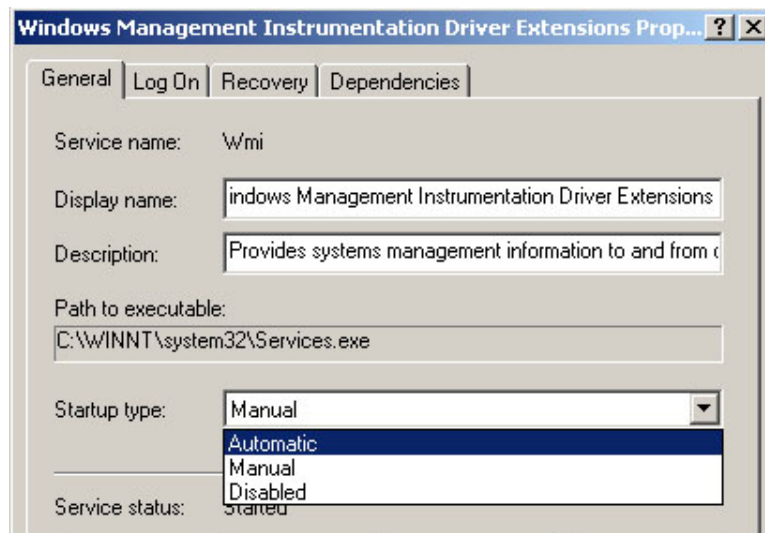 Windows Management Instrumentation Driver Extensions Prop... ? X
General Log On Recovery Dependencies
Service name: Wmi
Display name: indows Management Instrumentation Driver Extensions
Description: Provides systems management information to and from
Path to executable:
C:\WINNT\system32\Services.exe
Startup type: Manual
Automatic
Manual
Disabled
Service status: Started